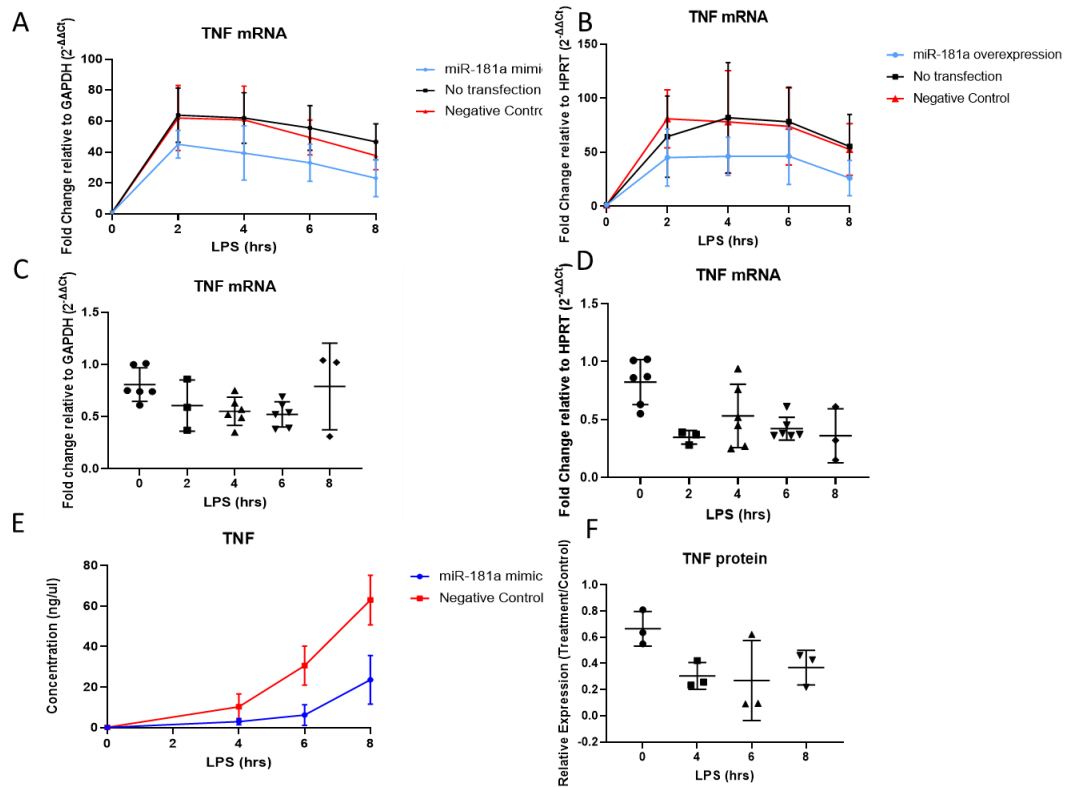 A
TNF mRNA
Fold Change relative to GAPDH (2^-ΔΔCt)
100
80
60
40
20
0
0 2 4 6 8
LPS (hrs)
miR-181a mimi
No transfection
Negative Contro
B
TNF mRNA
Fold Change relative to HPRT (2^-ΔΔCt)
150
100
50
0
0 2 4 6 8
LPS (hrs)
miR-181a overexpression
No transfection
Negative Control
C
TNF mRNA
Fold change relative to GAPDH (2^-ΔΔCt)
1.5
1.0
0.5
0.0
0 2 4 6 8
LPS (hrs)
D
TNF mRNA
Fold Change relative to HPRT (2^-ΔΔCt)
1.5
1.0
0.5
0.0
0 2 4 6 8
LPS (hrs)
E
TNF
Concentration (ng/ul)
80
60
40
20
0
0 2 4 6 8
LPS (hrs)
miR-181a mimic
Negative Control
F
TNF protein
Relative Expression (Treatment/Control)
1.0
0.8
0.6
0.4
0.2
0.0
-0.2
0 4 6 8
LPS (hrs)